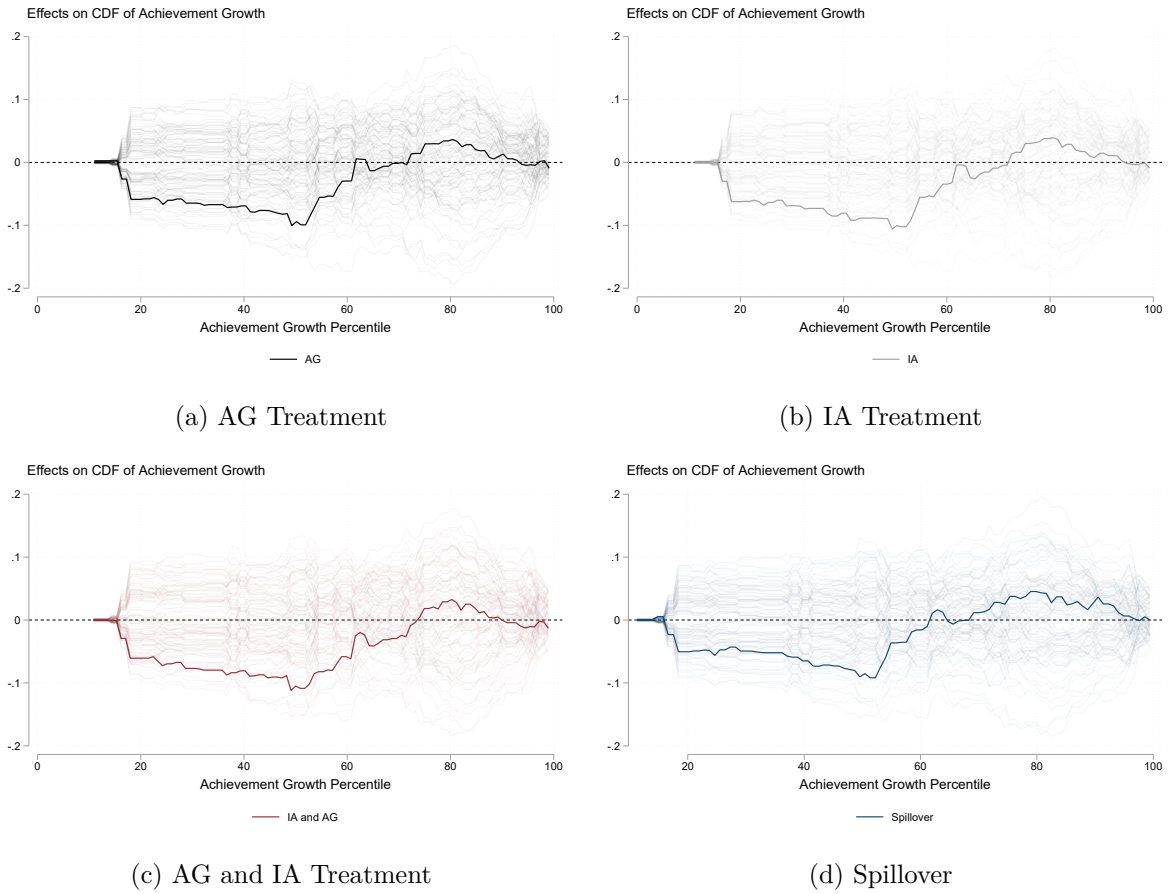 Effects on CDF of Achievement Growth
.2
.1
0
-.1
-.2
0 20 40 60 80 100
Achievement Growth Percentile
AG
(a) AG Treatment
Effects on CDF of Achievement Growth
.2
.1
0
-.1
-.2
0 20 40 60 80 100
Achievement Growth Percentile
IA
(b) IA Treatment
Effects on CDF of Achievement Growth
.2
.1
0
-.1
-.2
0 20 40 60 80 100
Achievement Growth Percentile
IA and AG
(c) AG and IA Treatment
Effects on CDF of Achievement Growth
.2
.1
0
-.1
-.2
20 40 60 80 100
Achievement Growth Percentile
Spillover
(d) Spillover